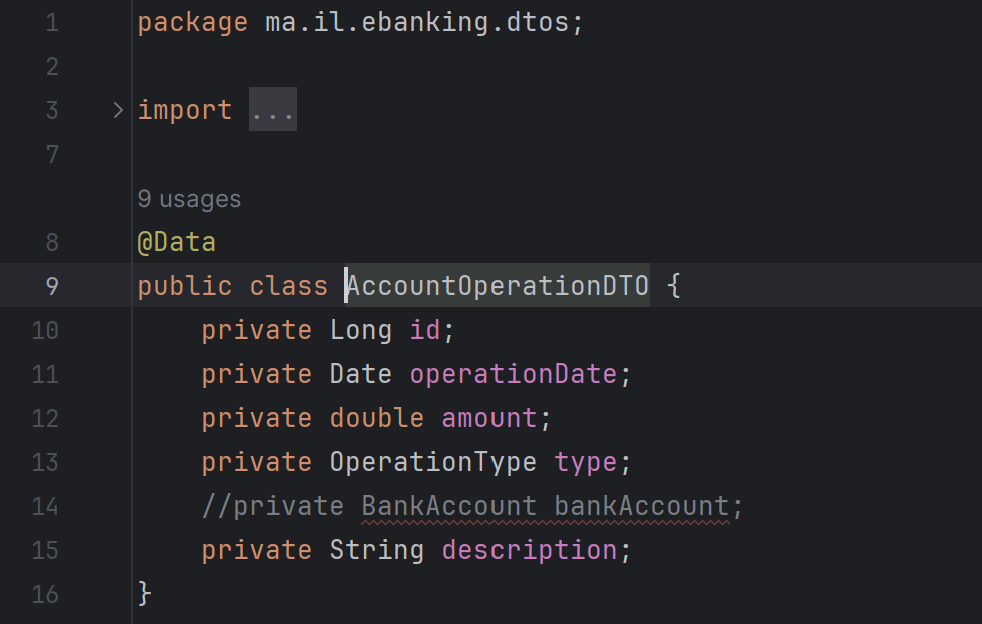 1 package ma.il.ebanking.dtos;
2
3 > import ...
7
9 usages
8 @Data
9 public class AccountOperationDTO {
10 private Long id;
11 private Date operationDate;
12 private double amount;
13 private OperationType type;
14 //private BankAccount bankAccount;
15 private String description;
16 }